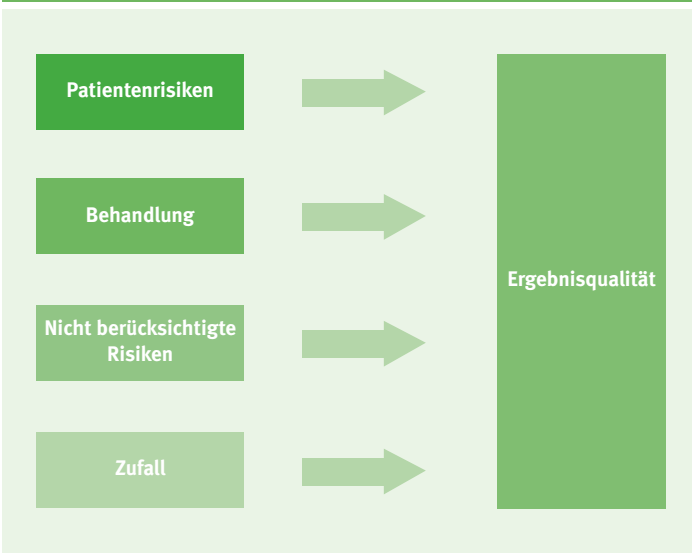 Patientenrisiken
Behandlung
Nicht berücksichtigte
Risiken
Zufall
Ergebnisqualität